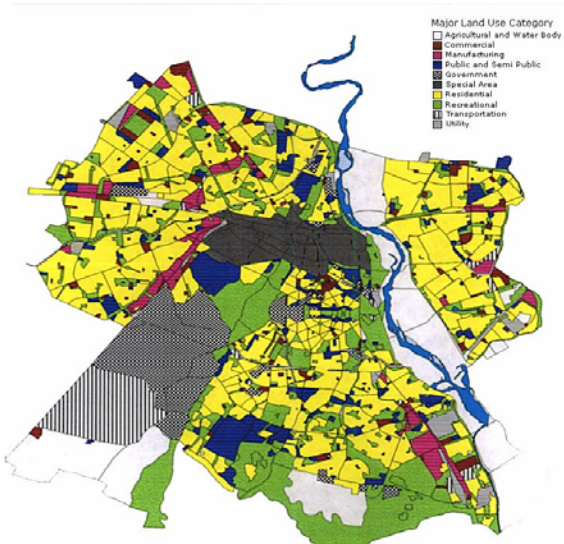 Major Land Use Category
Agricultural and Water Body
Commercial
Manufacturing
Public and Semi Public
Government
Special Area
Residential
Recreational
Transportation
Utility